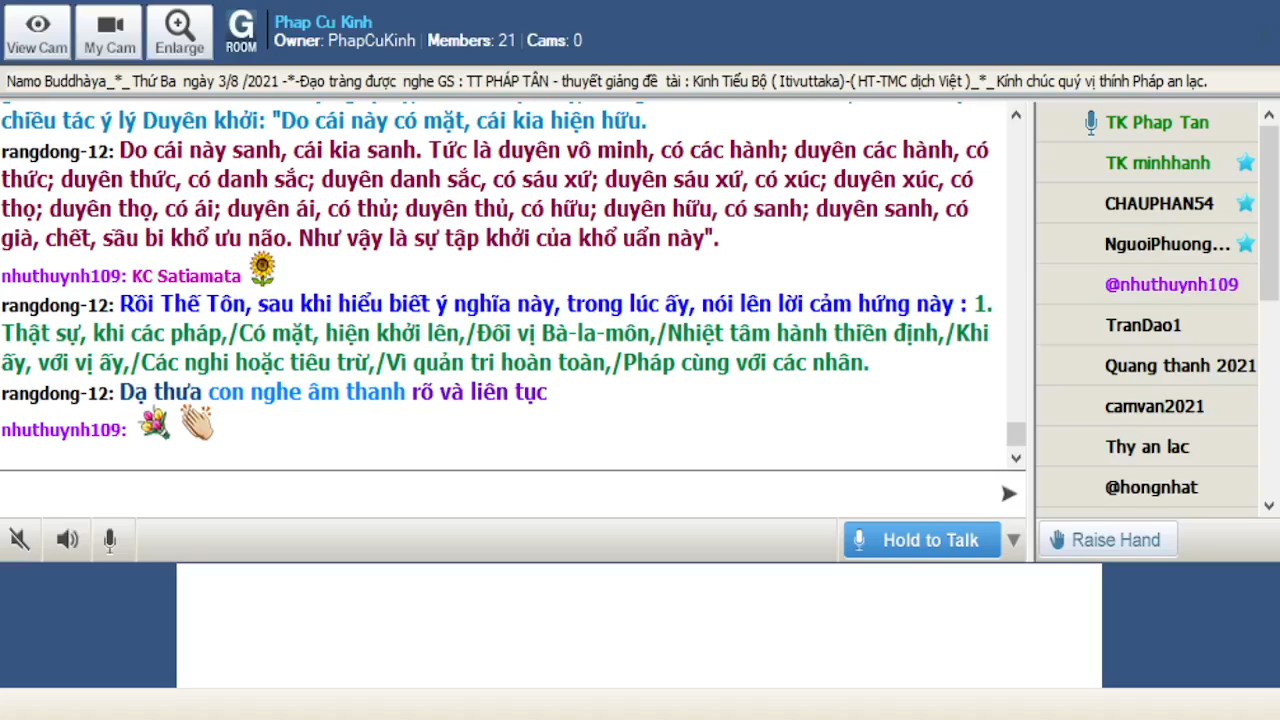 View Cam
My Cam
Enlarge
G
ROOM
Phap Cu Kinh
Owner: PhapCuKinh | Members: 21 | Cams: 0
Namo Buddhàya_*_Thứ Ba ngày 3/8 /2021 -*-Đạo tràng được nghe GS : TT PHÁP TÂN - thuyết giảng đề tài : Kinh Tiểu Bộ ( Itivuttaka)-( HT-TMC dịch Việt )_*_ Kính chúc quý vị thính Pháp an lạc.
chiều tác ý lý Duyên khởi: "Do cái này có mặt, cái kia hiện hữu.
rangdong-12: Do cái này sanh, cái kia sanh. Tức là duyên vô minh, có các hành; duyên các hành, có
thức; duyên thức, có danh sắc; duyên danh sắc, có sáu xứ; duyên sáu xứ, có xúc; duyên xúc, có
thọ; duyên thọ, có ái; duyên ái, có thủ; duyên thủ, có hữu; duyên hữu, có sanh; duyên sanh, có
già, chết, sầu bi khổ ưu não. Như vậy là sự tập khởi của khổ uẩn này".
nhuthuynh109: KC Satiamata
rangdong-12: Rồi Thế Tôn, sau khi hiểu biết ý nghĩa này, trong lúc ấy, nói lên lời cảm hứng này : 1.
Thật sự, khi các pháp,/Có mặt, hiện khởi lên,/Đối vị Bà-la-môn,/Nhiệt tâm hành thiền định,/Khi
ấy, với vị ấy,/Các nghi hoặc tiêu trừ,/Vì quán tri hoàn toàn,/Pháp cùng với các nhân.
rangdong-12: Dạ thưa con nghe âm thanh rõ và liên tục
nhuthuynh109:
TK Phap Tan
TK minhhanh
CHAUPHAN54
NguoiPhuong...
@nhuthuynh109
TranDao1
Quang thanh 2021
camvan2021
Thy an lac
@hongnhat
Hold to Talk
Raise Hand